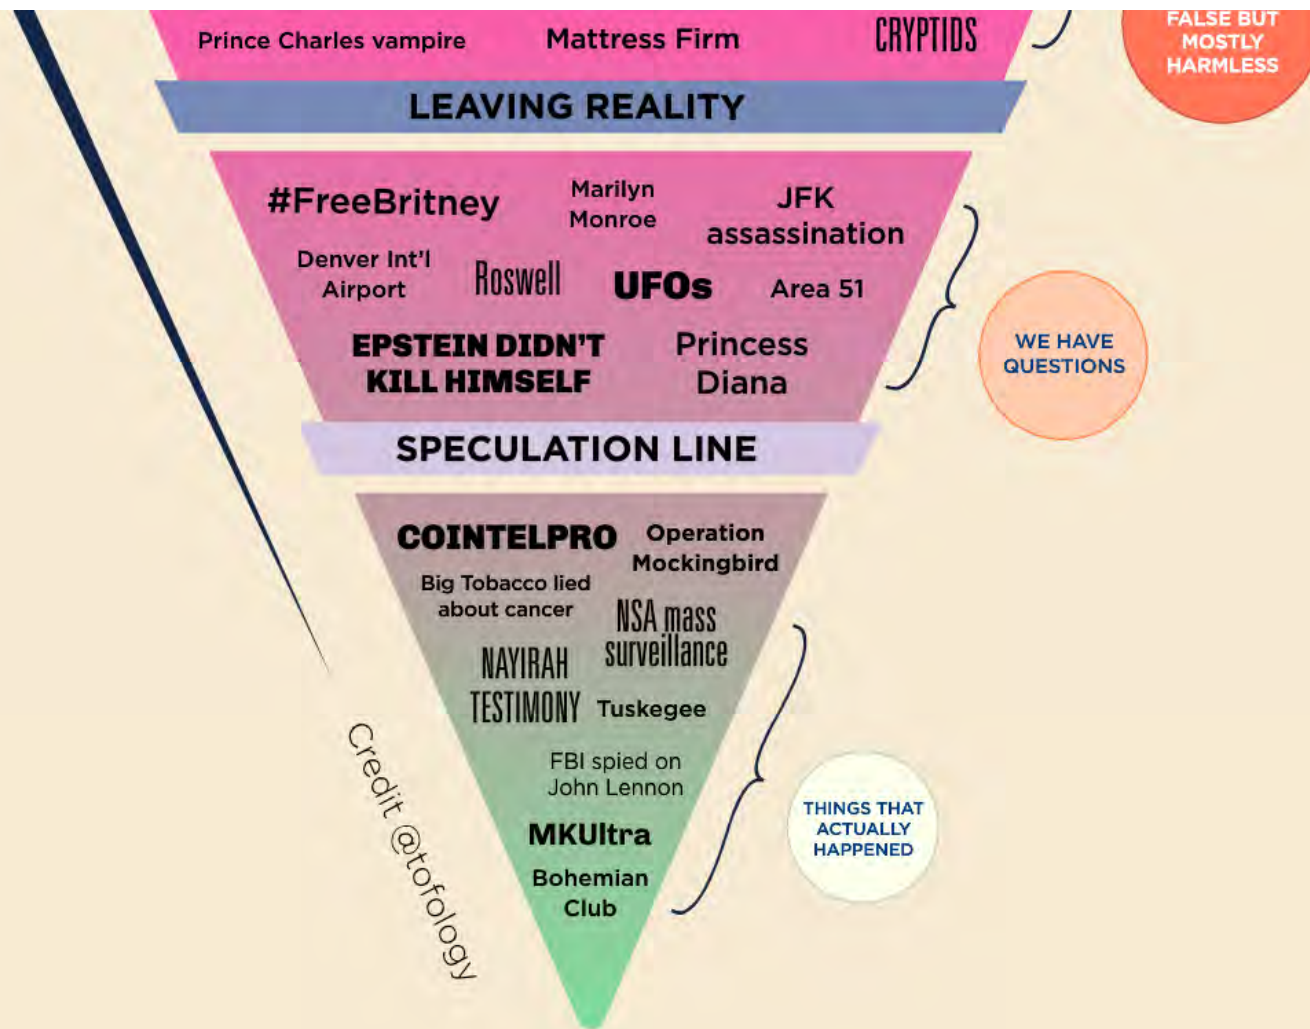 Prince Charles vampire
Mattress Firm
CRYPTIDS
FALSE BUT
MOSTLY
HARMLESS
LEAVING REALITY
#FreeBritney
Marilyn
Monroe
JFK
assassination
Denver Int'l
Airport
Roswell
UFOs
Area 51
EPSTEIN DIDN'T
KILL HIMSELF
Princess
Diana
WE HAVE
QUESTIONS
SPECULATION LINE
COINTELPRO
Operation
Mockingbird
Big Tobacco lied
about cancer
NSA mass
surveillance
NAYIRAH
TESTIMONY
Tuskegee
FBI spied on
John Lennon
MKUltra
Bohemian
Club
THINGS THAT
ACTUALLY
HAPPENED
Credit @tofology